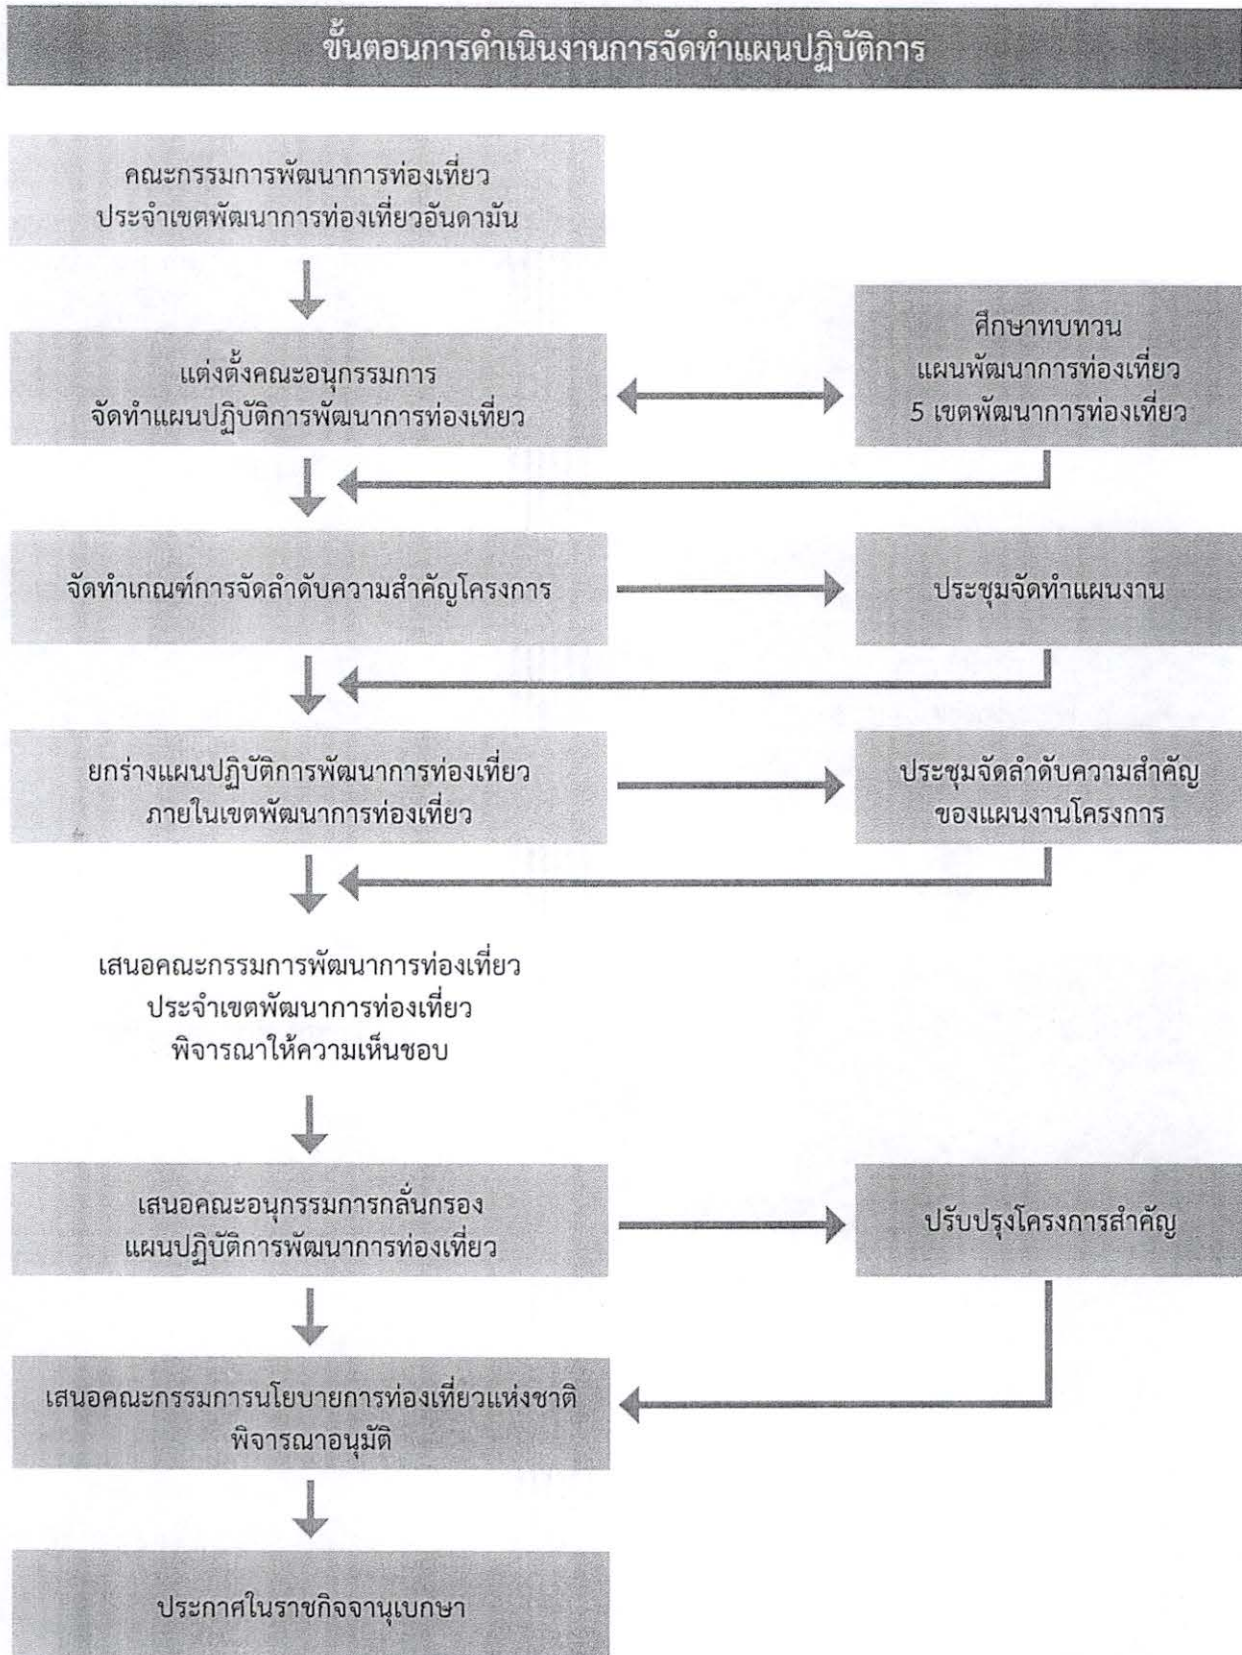 ขั้นตอนการดำเนินงานการจัดทำแผนปฏิบัติการ
คณะกรรมการพัฒนาการท่องเที่ยว
ประจำเขตพัฒนาการท่องเที่ยวอันดามัน
แต่งตั้งคณะอนุกรรมการ
จัดทำแผนปฏิบัติการพัฒนาการท่องเที่ยว
ศึกษาทบทวน
แผนพัฒนาการท่องเที่ยว
5 เขตพัฒนาการท่องเที่ยว
จัดทำเกณฑ์การจัดลำดับความสำคัญโครงการ
ประชุมจัดทำแผนงาน
ยกร่างแผนปฏิบัติการพัฒนาการท่องเที่ยว
ภายในเขตพัฒนาการท่องเที่ยว
ประชุมจัดลำดับความสำคัญ
ของแผนงานโครงการ
เสนอคณะกรรมการพัฒนาการท่องเที่ยว
ประจำเขตพัฒนาการท่องเที่ยว
พิจารณาให้ความเห็นชอบ
เสนอคณะอนุกรรมการกลั่นกรอง
แผนปฏิบัติการพัฒนาการท่องเที่ยว
ปรับปรุงโครงการสำคัญ
เสนอคณะกรรมการนโยบายการท่องเที่ยวแห่งชาติ
พิจารณาอนุมัติ
ประกาศในราชกิจจานุเบกษา